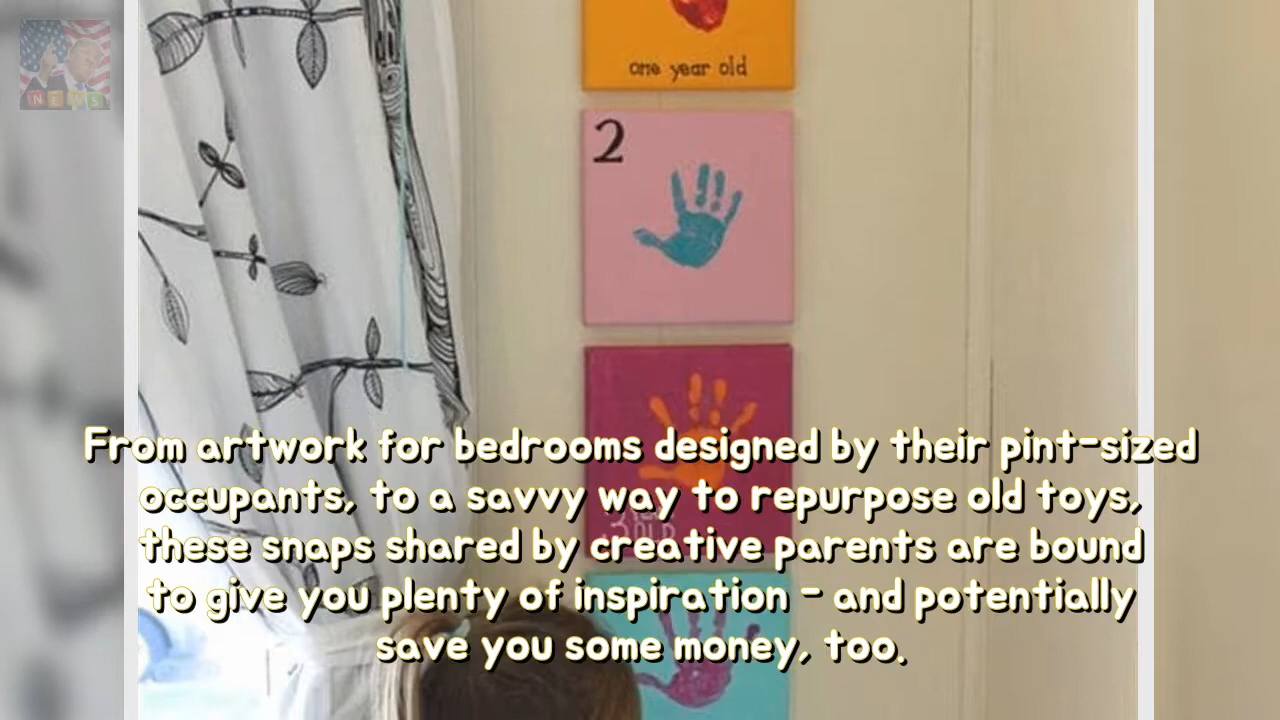 NEWS
one year old
2
From artwork for bedrooms designed by their pint-sized
occupants, to a savvy way to repurpose old toys,
these snaps shared by creative parents are bound
to give you plenty of inspiration - and potentially
save you some money, too.